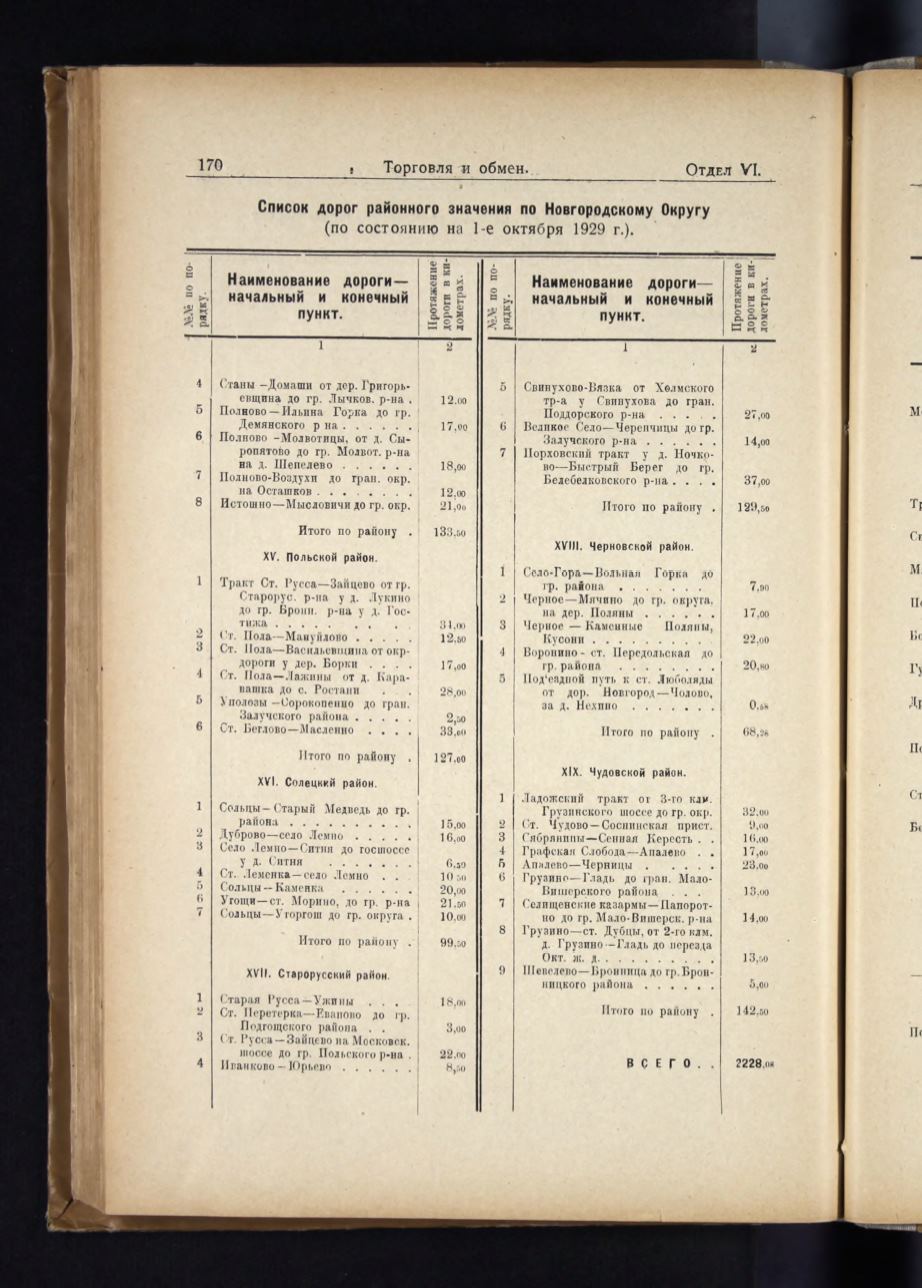 170 Торговля и обмен. Отдел VI.
Список дорог районного значения по Новгородскому Округу
(по состоянию на 1-е октября 1929 г.).
№№ по по-
рядку.
Наименование дороги—
начальный и конечный
пункт.
Протяжение
дороги в ки-
лометрах.
1 2
4 Станы—Домаши от дер. Григорь-
евщина до гр. Лычков. р-на . 12,00
5 Полново—Ильина Горка до гр.
Демянского р на . . . . . . 17,00
6 Полново—Молвотицы, от д. Сы-
ропятово до гр. Молвот. р-на
на д. Шепелево . . . . . . 18,00
7 Полново-Воздухи до гран. окр.
на Осташков . . . . . . . . 12,00
8 Истошно—Мысловичи до гр. окр. 21,00
Итого по району . 133,50
XV. Польской район.
1 Тракт Ст. Русса—Зайцево от гр.
Старорус. р-на у д. Лукино
до гр. Бронн. р-на у д. Гос-
тижа . . . . . . . . . 31,00
2 Ст. Пола—Мануйлово . . . . . 12,50
3 Ст. Пола—Васильевщина от окр-
дороги у дер. Борки . . . . 17,00
4 Ст. Пола—Лажины от д. Кара-
вашка до с. Ростани . . 28,00
5 Уполозы—Сорокопенно до гран.
Залучского района . . . . . 2,50
6 Ст. Беглово—Масленно . . . . 33,00
Итого по району . 127,00
XVI. Солецкий район.
1 Сольцы—Старый Медведь до гр.
района . . . . . . . . . . 15,00
2 Дуброво—село Лемно . . . . . 16,00
3 Село Лемно—Ситня до госшоссе
у д. Ситня . . . . . . . 6,50
4 Ст. Леменка—село Лемно . . . 10 50
5 Сольцы—Каменка . . . . . . 20,00
6 Угощи—ст. Морино, до гр. р-на 21,50
7 Сольцы—Уторгош до гр. округа . 10,00
Итого по району . 99,50
XVII. Старорусский район.
1 Старая Русса—Ужины . . . 18,00
2 Ст. Перетерка—Еваново до гр.
Подгощского района . . 3,00
3 Ст. Русса—Зайцево на Московск.
шоссе до гр. Польского р-на . 22,00
4 Иванково—Юрьево . . . . . . 8,50
№№ по по-
рядку.
Наименование дороги—
начальный и конечный
пункт.
Протяжение
дороги в ки-
лометрах.
1 2
5 Свинухово-Вязка от Холмского
тр-а у Свинухова до гран.
Поддорского р-на . . . . . 27,00
6 Великое Село—Черенчицы до гр.
Залучского р-на . . . . . . 14,00
7 Порховский тракт у д. Ночко-
во—Быстрый Берег до гр.
Белебелковского р-на . . . . 37,00
Итого по району . 129,50
XVIII. Черновской район.
1 Село-Гора—Вольная Горка до
гр. района . . . . . . . 7,90
2 Черное—Мячино до гр. округа,
на дер. Поляны . . . . . . 17,00
3 Черное — Каменные Поляны,
Кусони . . . . . . . . . 22,00
4 Воронино - ст. Передольская до
гр. района . . . . . . . . 20,80
5 Под'ездной путь к ст. Люболяды
от дор. Новгород—Чолово,
за д. Нехино . . . . . . . 0,58
Итого по району . 68,28
XIX. Чудовской район.
1 Ладожский тракт от 3-го клм.
Грузинского шоссе до гр. окр. 32,00
2 Ст. Чудово—Соснинская прист. 9,00
3 Сябряницы—Сенная Кересть . . 16,00
4 Графская Слобода—Апалево . . 17,00
5 Апалево—Черницы . . . . . 23,00
6 Грузино—Гладь до гран. Мало-
Вишерского района . . . 13,00
7 Селищенские казармы—Папорот-
но до гр. Мало-Вишерск. р-на 14,00
8 Грузино—ст. Дубцы, от 2-го клм.
д. Грузино—Гладь до переезда
Окт. ж. д. . . . . . . . . . 13,50
9 Шевелево—Бронница до гр. Брон-
ницкого района . . . . . . 5,00
Итого по району . 142,50
ВСЕГО . . 2228,08